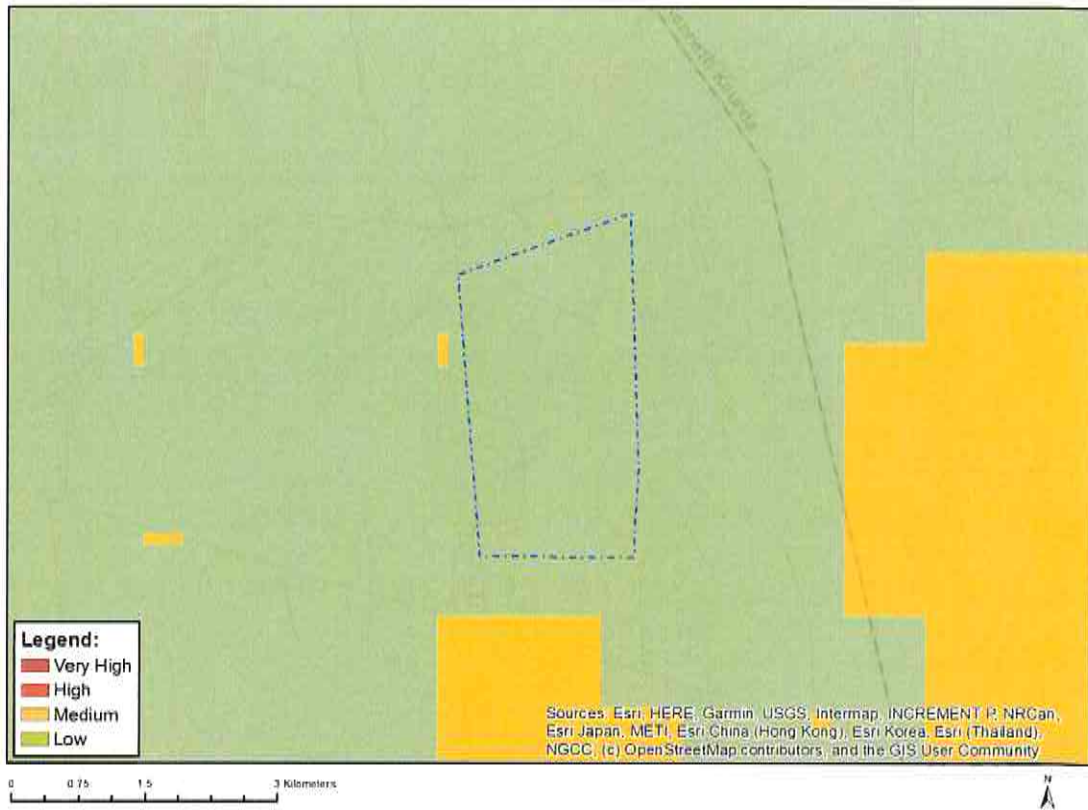 Kaunda
Legend:
Very High
High
Medium
Low
Sources: Esri, HERE, Garmin, USGS, Intermap, INCREMENT P, NRCan,
Esri Japan, METI, Esri China (Hong Kong), Esri Korea, Esri (Thailand),
NGCC, (c) OpenStreetMap contributors, and the GIS User Community
0 0.75 1.5 3 Kilometers
N